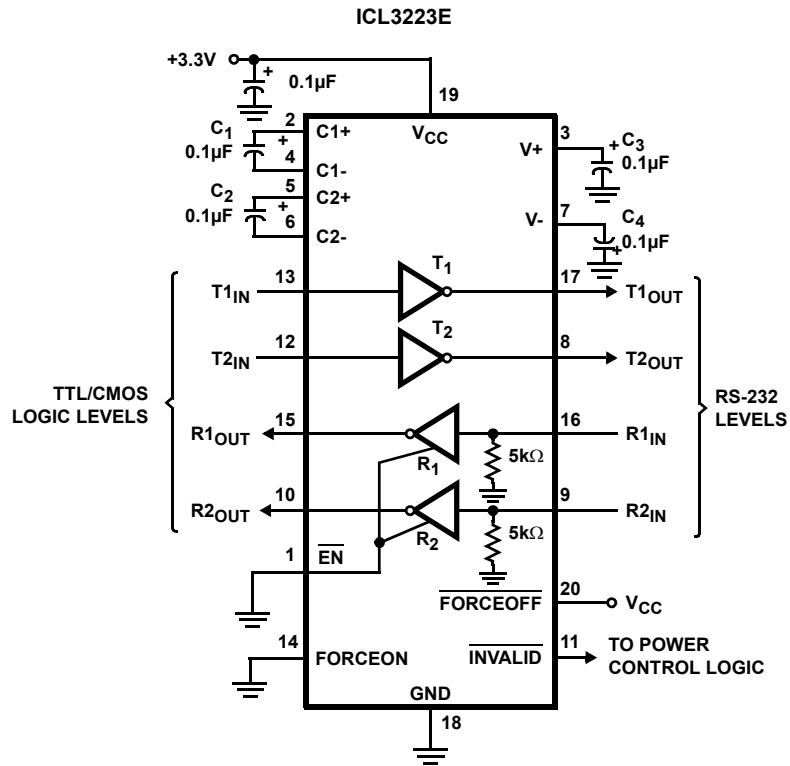 ICL3223E
+3.3V
+
0.1µF
19
VCC
2
C1+
C1
0.1µF
+
4
C1-
5
C2+
C2
0.1µF
+
6
C2-
3
V+
+
C3
0.1µF
7
V-
C4
0.1µF
+
T1
T1IN
13
17
T1OUT
T2
T2IN
12
8
T2OUT
TTL/CMOS
LOGIC LEVELS
RS-232
LEVELS
R1OUT
15
R1
5kΩ
16
R1IN
R2OUT
10
R2
5kΩ
9
R2IN
1
EN
FORCEOFF
20
VCC
14
FORCEON
INVALID
11
TO POWER
CONTROL LOGIC
GND
18